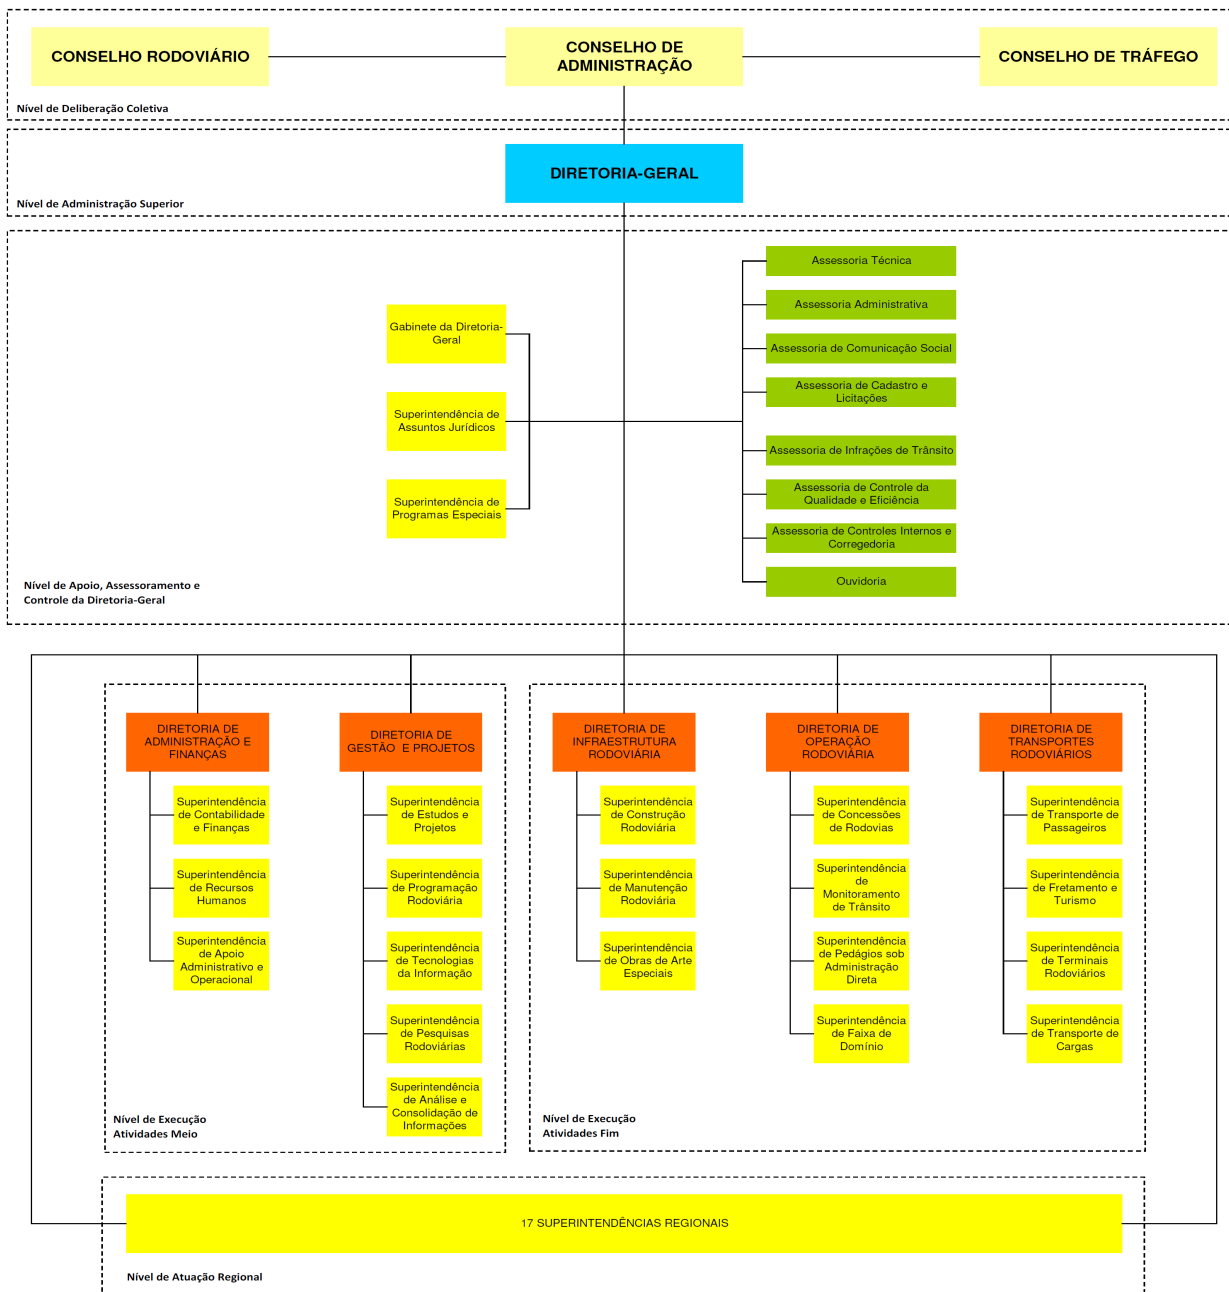 CONSELHO RODOVIÁRIO
CONSELHO DE
ADMINISTRAÇÃO
CONSELHO DE TRÁFEGO
Nível de Deliberação Coletiva
DIRETORIA-GERAL
Nível de Administração Superior
Gabinete da Diretoria-
Geral
Superintendência de
Assuntos Jurídicos
Superintendência de
Programas Especiais
Assessoria Técnica
Assessoria Administrativa
Assessoria de Comunicação Social
Assessoria de Cadastro e
Licitações
Assessoria de Infrações de Trânsito
Assessoria de Controle da
Qualidade e Eficiência
Assessoria de Controles Internos e
Corregedoria
Ouvidoria
Nível de Apoio, Assessoramento e
Controle da Diretoria-Geral
DIRETORIA DE
ADMINISTRAÇÃO E
FINANÇAS
Superintendência
de Contabilidade
e Finanças
Superintendência
de Recursos
Humanos
Superintendência
de Apoio
Administrativo e
Operacional
DIRETORIA DE
GESTÃO E PROJETOS
Superintendência
de Estudos e
Projetos
Superintendência
de Programação
Rodoviária
Superintendência
de Tecnologias
da Informação
Superintendência
de Pesquisas
Rodoviárias
Superintendência
de Análise e
Consolidação de
Informações
Nível de Execução
Atividades Meio
DIRETORIA DE
INFRAESTRUTURA
RODOVIÁRIA
Superintendência
de Construção
Rodoviária
Superintendência
de Manutenção
Rodoviária
Superintendência
de Obras de Arte
Especiais
DIRETORIA DE
OPERAÇÃO
RODOVIÁRIA
Superintendência
de Concessões
de Rodovias
Superintendência
de
Monitoramento
de Trânsito
Superintendência
de Pedágios sob
Administração
Direta
Superintendência
de Faixa de
Domínio
DIRETORIA DE
TRANSPORTES
RODOVIÁRIOS
Superintendência
de Transporte de
Passageiros
Superintendência
de Fretamento e
Turismo
Superintendência
de Terminais
Rodoviários
Superintendência
de Transporte de
Cargas
Nível de Execução
Atividades Fim
17 SUPERINTENDÊNCIAS REGIONAIS
Nível de Atuação Regional